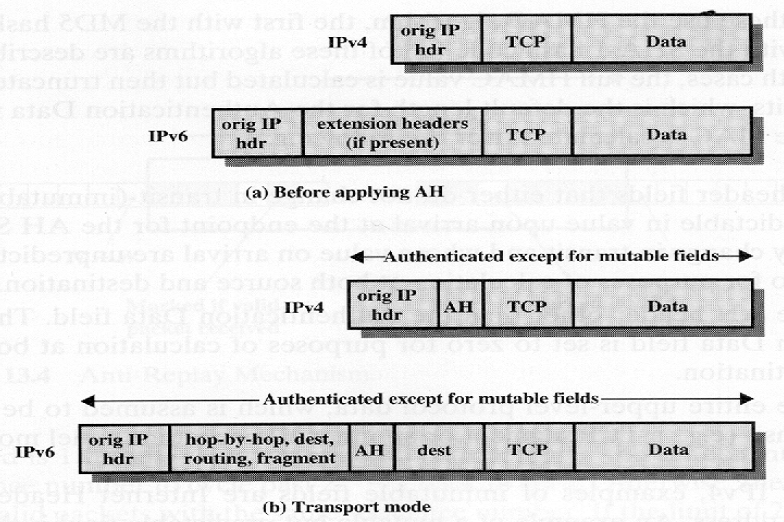 IPv4 orig IP hdr TCP Data
IPv6 orig IP hdr extension headers (if present) TCP Data
(a) Before applying AH
Authenticated except for mutable fields
IPv4 orig IP hdr AH TCP Data
Authenticated except for mutable fields
IPv6 orig IP hdr hop-by-hop, dest, routing, fragment AH dest TCP Data
(b) Transport mode